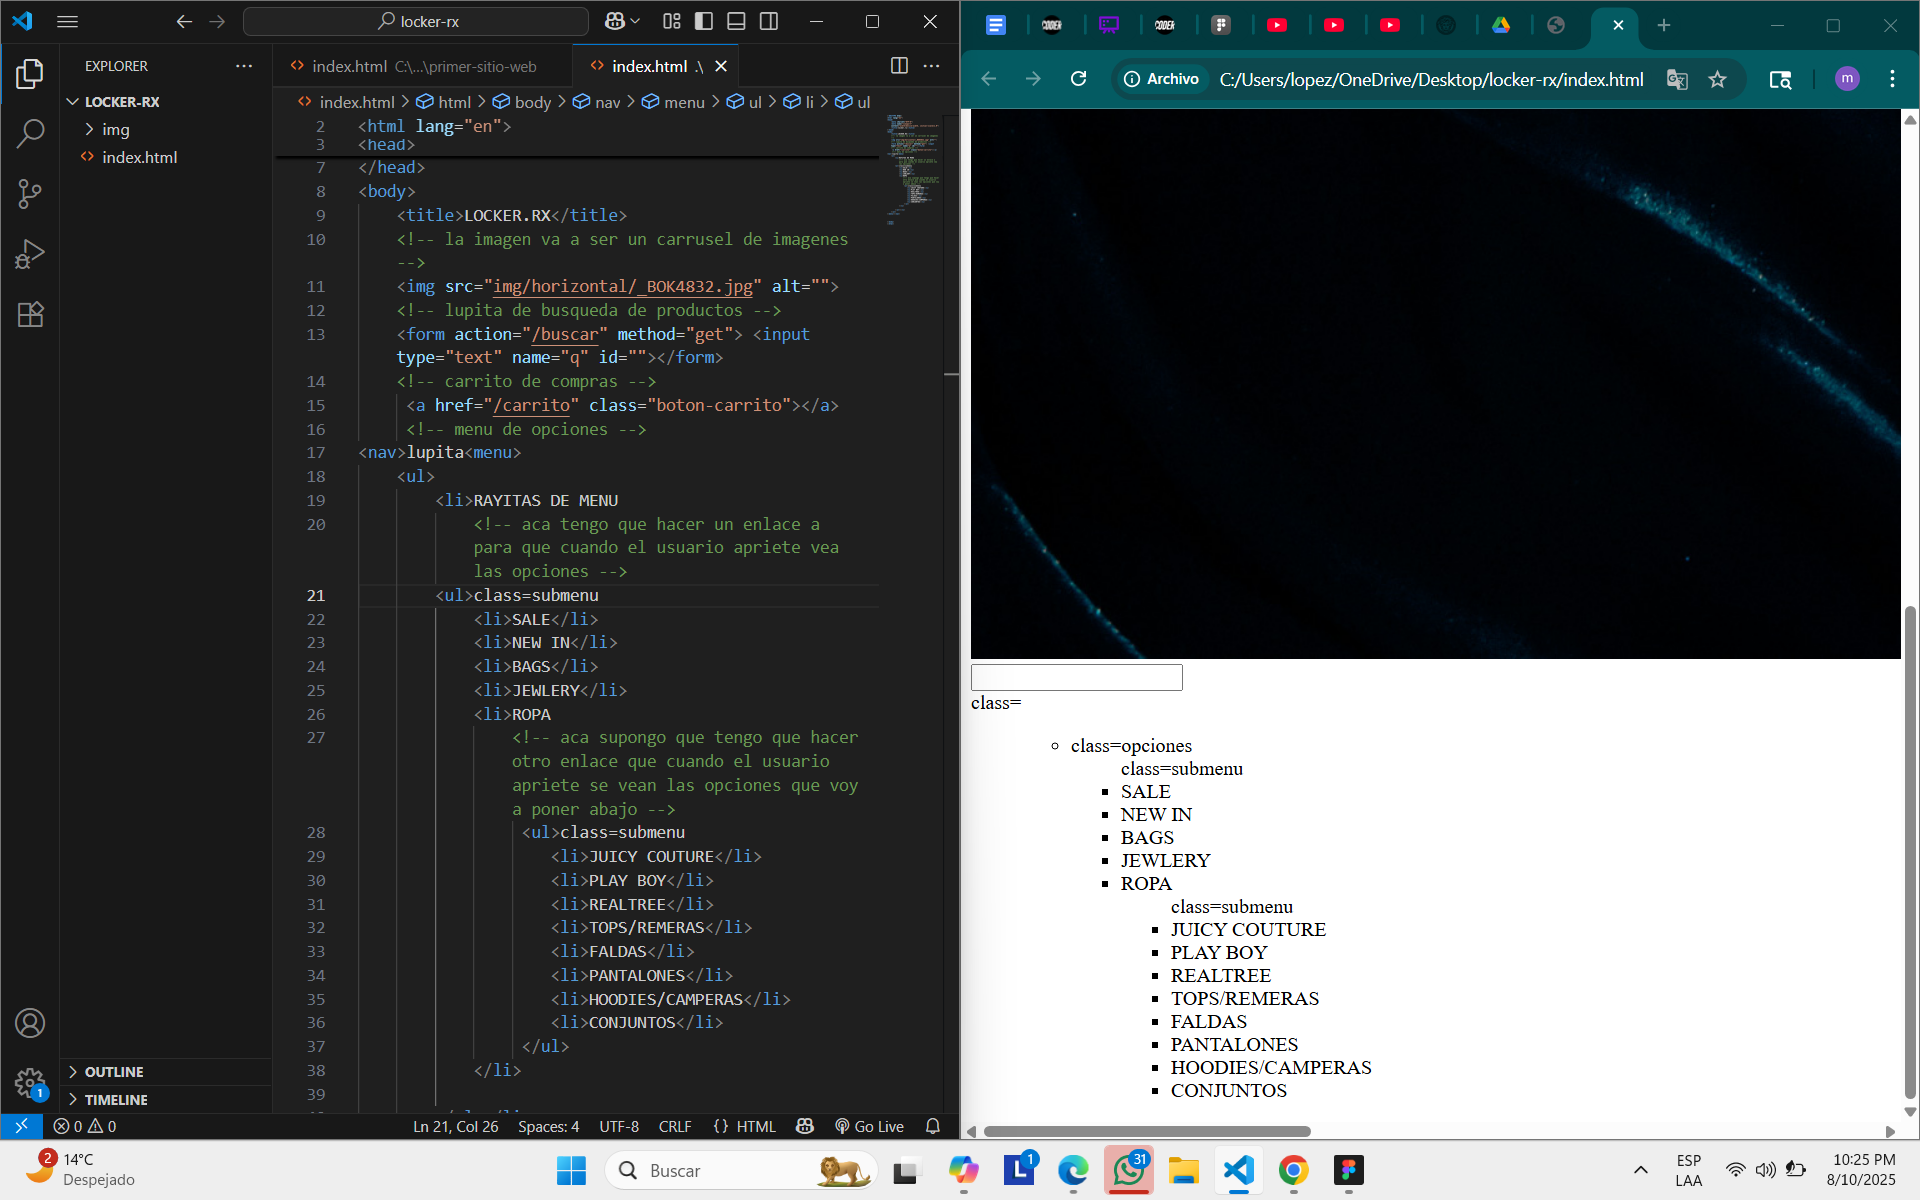 locker-rx
EXPLORER
LOCKER-RX
img
index.html
OUTLINE
TIMELINE
index.html C:\...\primer-sitio-web
index.html .\
index.html > html > body > nav > menu > ul > li > ul
2 <html lang="en">
3 <head>
7 </head>
8 <body>
9 <title>LOCKER.RX</title>
10 <!-- la imagen va a ser un carrusel de imagenes
-->
11 <img src="img/horizontal/_BOK4832.jpg" alt="">
12 <!-- lupita de busqueda de productos -->
13 <form action="/buscar" method="get"> <input
type="text" name="q" id=""></form>
14 <!-- carrito de compras -->
15 <a href="/carrito" class="boton-carrito"></a>
16 <!-- menu de opciones -->
17 <nav>lupita<menu>
18 <ul>
19 <li>RAYITAS DE MENU
20 <!-- aca tengo que hacer un enlace a
para que cuando el usuario apriete vea
las opciones -->
21 <ul>class=submenu
22 <li>SALE</li>
23 <li>NEW IN</li>
24 <li>BAGS</li>
25 <li>JEWLERY</li>
26 <li>ROPA
27 <!-- aca supongo que tengo que hacer
otro enlace que cuando el usuario
apriete se vean las opciones que voy
a poner abajo -->
28 <ul>class=submenu
29 <li>JUICY COUTURE</li>
30 <li>PLAY BOY</li>
31 <li>REALTREE</li>
32 <li>TOPS/REMERAS</li>
33 <li>FALDAS</li>
34 <li>PANTALONES</li>
35 <li>HOODIES/CAMPERAS</li>
36 <li>CONJUNTOS</li>
37 </ul>
38 </li>
39
1
0 0
Ln 21, Col 26 Spaces: 4 UTF-8 CRLF {} HTML Go Live
Archivo C:/Users/lopez/OneDrive/Desktop/locker-rx/index.html m
class=
class=opciones
class=submenu
SALE
NEW IN
BAGS
JEWLERY
ROPA
class=submenu
JUICY COUTURE
PLAY BOY
REALTREE
TOPS/REMERAS
FALDAS
PANTALONES
HOODIES/CAMPERAS
CONJUNTOS
2
14°C
Despejado
Buscar
L 1
31
ESP
LAA
10:25 PM
8/10/2025